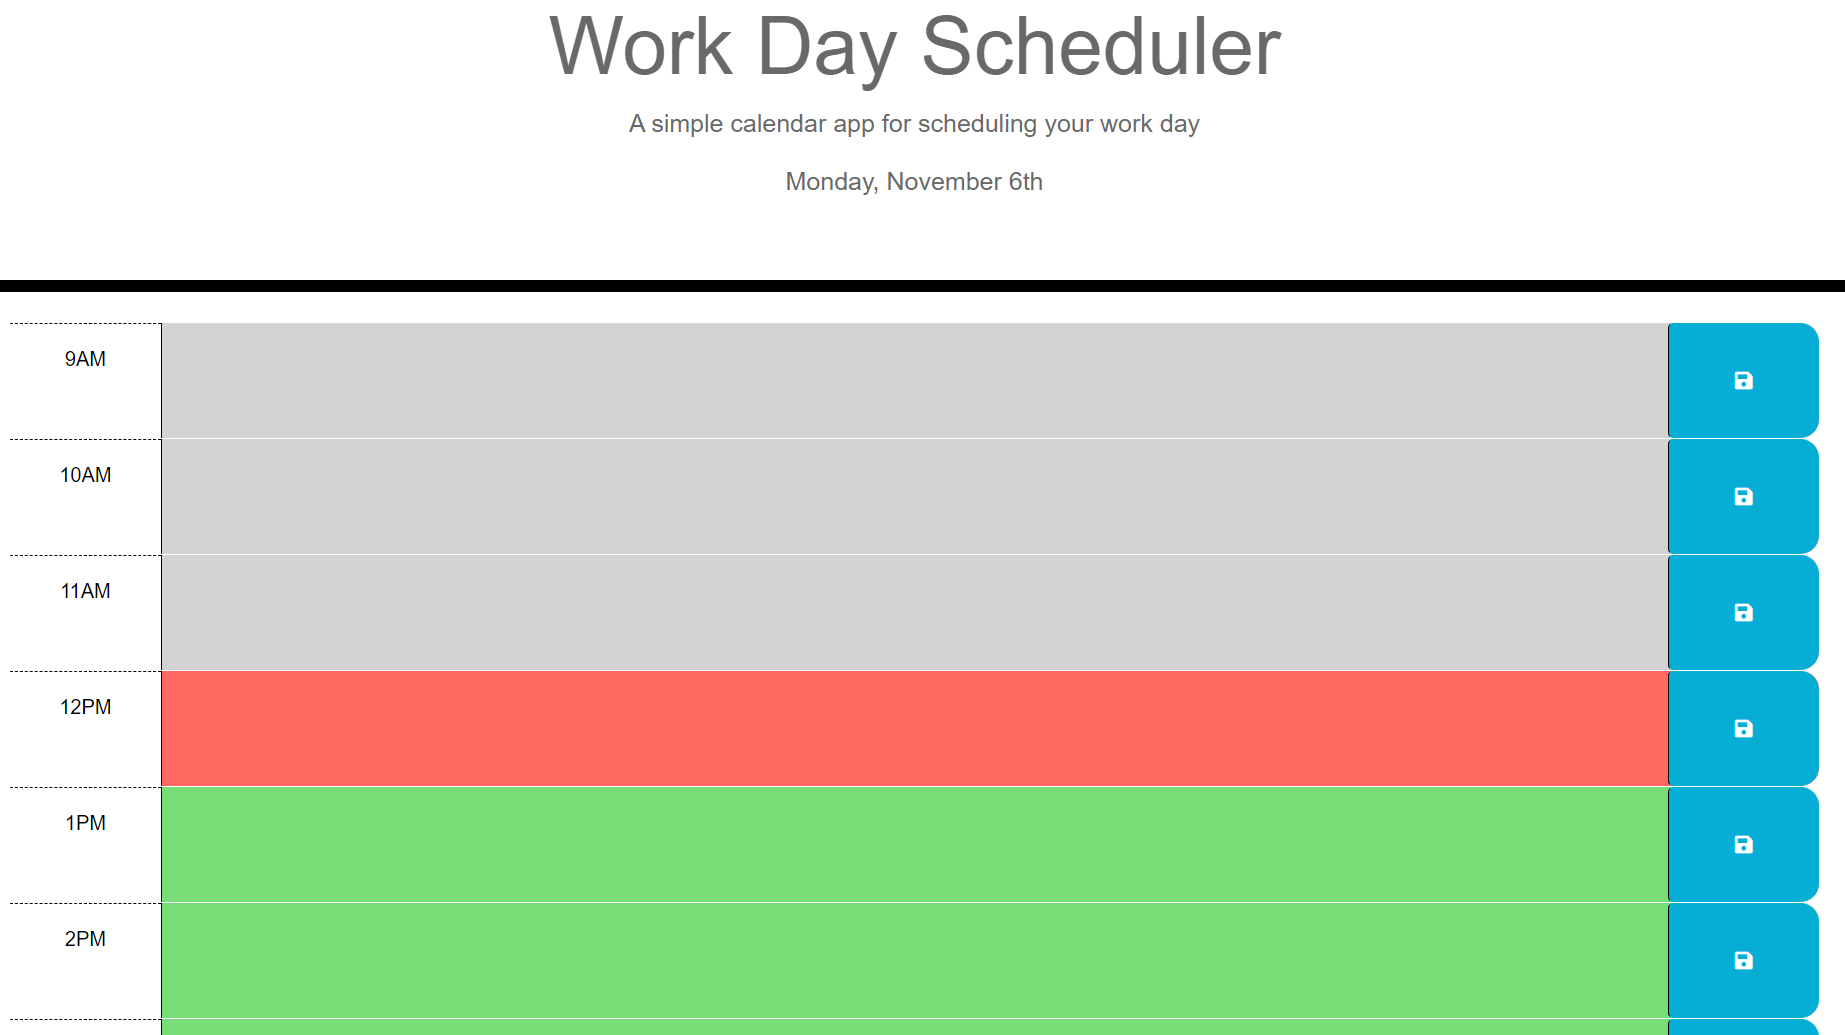 Work Day Scheduler
A simple calendar app for scheduling your work day
Monday, November 6th
9AM
10AM
11AM
12PM
1PM
2PM